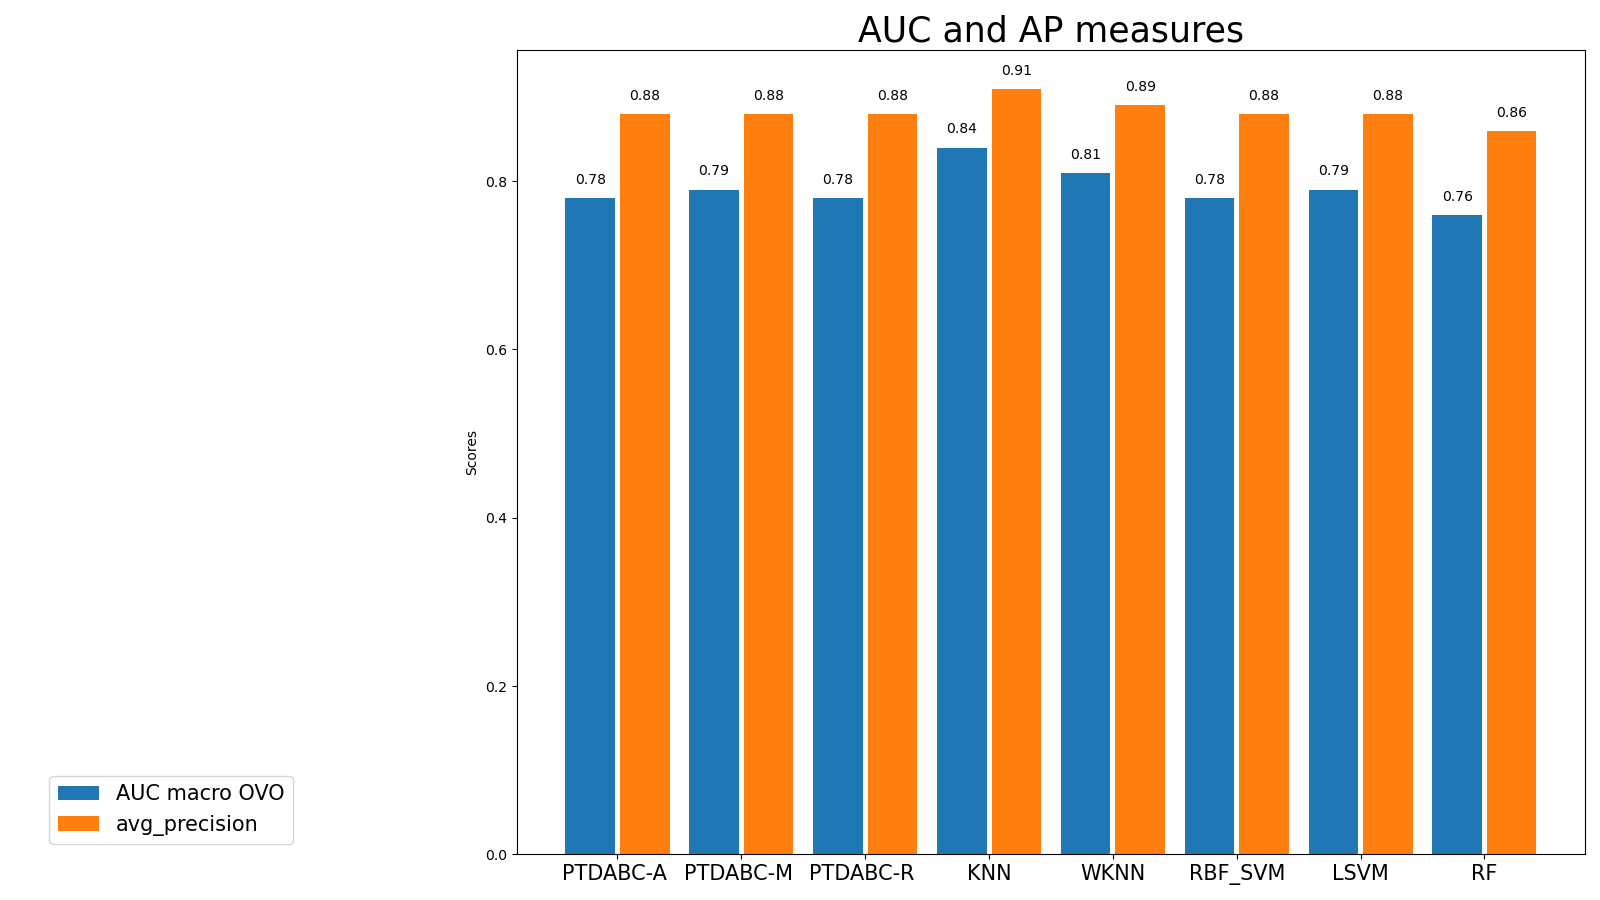 AUC and AP measures
0.91
0.88 0.88 0.88 0.89 0.88 0.88
0.84 0.86
0.81
0.78 0.79 0.78 0.78 0.79
0.76
0.8
0.6
Scores
0.4
0.2
0.0
AUC macro OVO
avg_precision
PTDABC-A PTDABC-M PTDABC-R KNN WKNN RBF_SVM LSVM RF